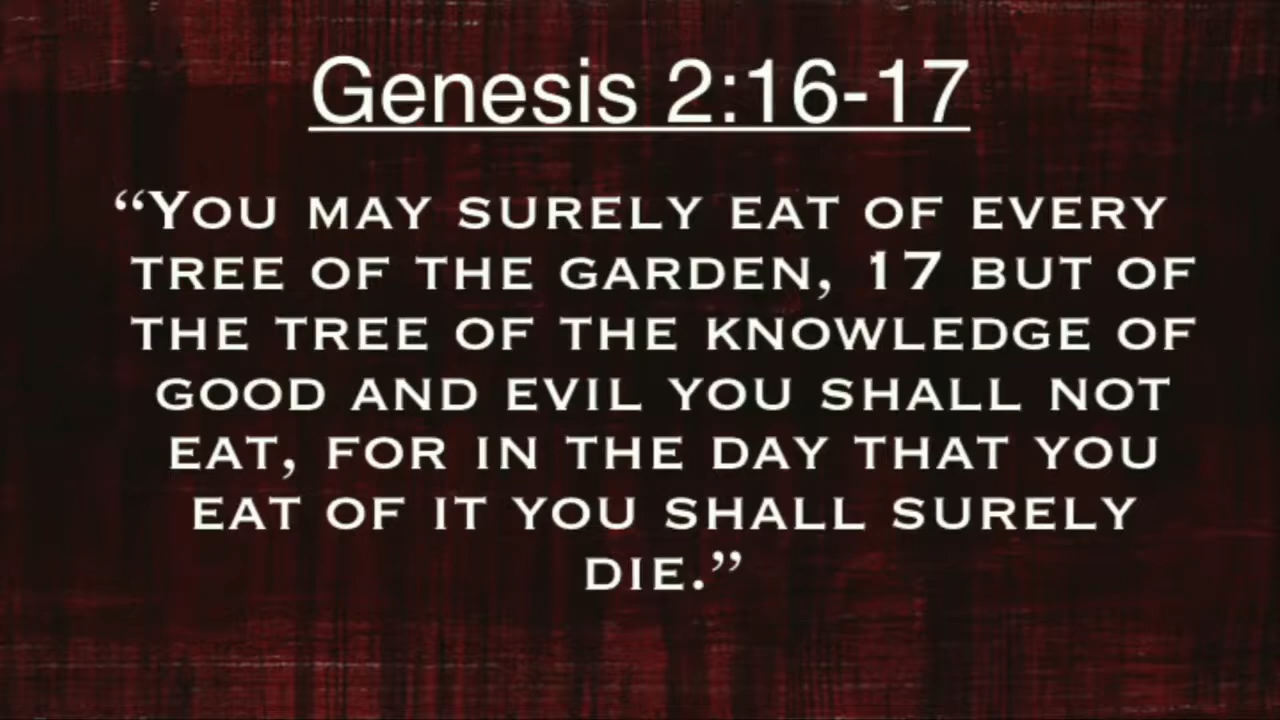 Genesis 2:16-17
“You may surely eat of every
tree of the garden, 17 but of
the tree of the knowledge of
good and evil you shall not
eat, for in the day that you
eat of it you shall surely
die.”